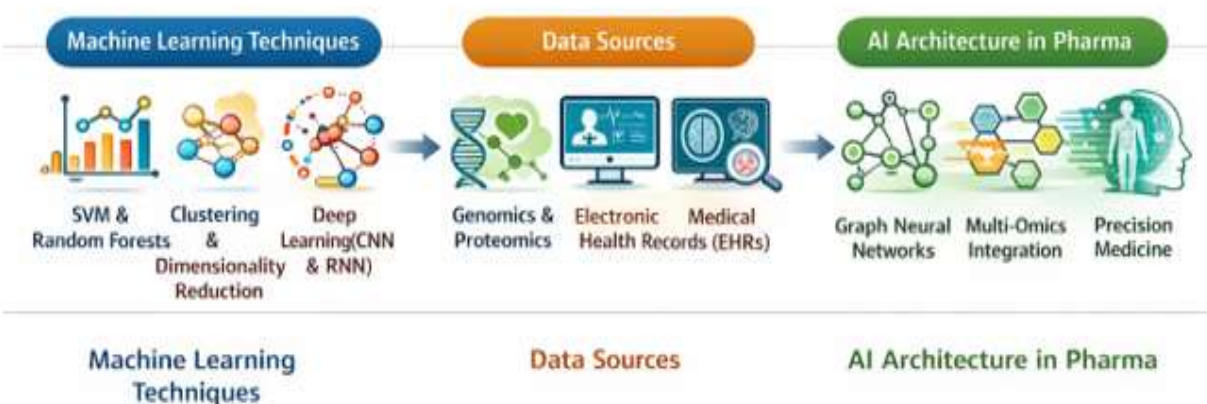 Machine Learning Techniques
Data Sources
AI Architecture in Pharma
SVM &
Random Forests
Clustering
&
Dimensionality
Reduction
Deep
Learning(CNN
& RNN)
Genomics &
Proteomics
Electronic Medical
Health Records (EHRs)
Graph Neural
Networks
Multi-Omics
Integration
Precision
Medicine
Machine Learning
Techniques
Data Sources
AI Architecture in Pharma